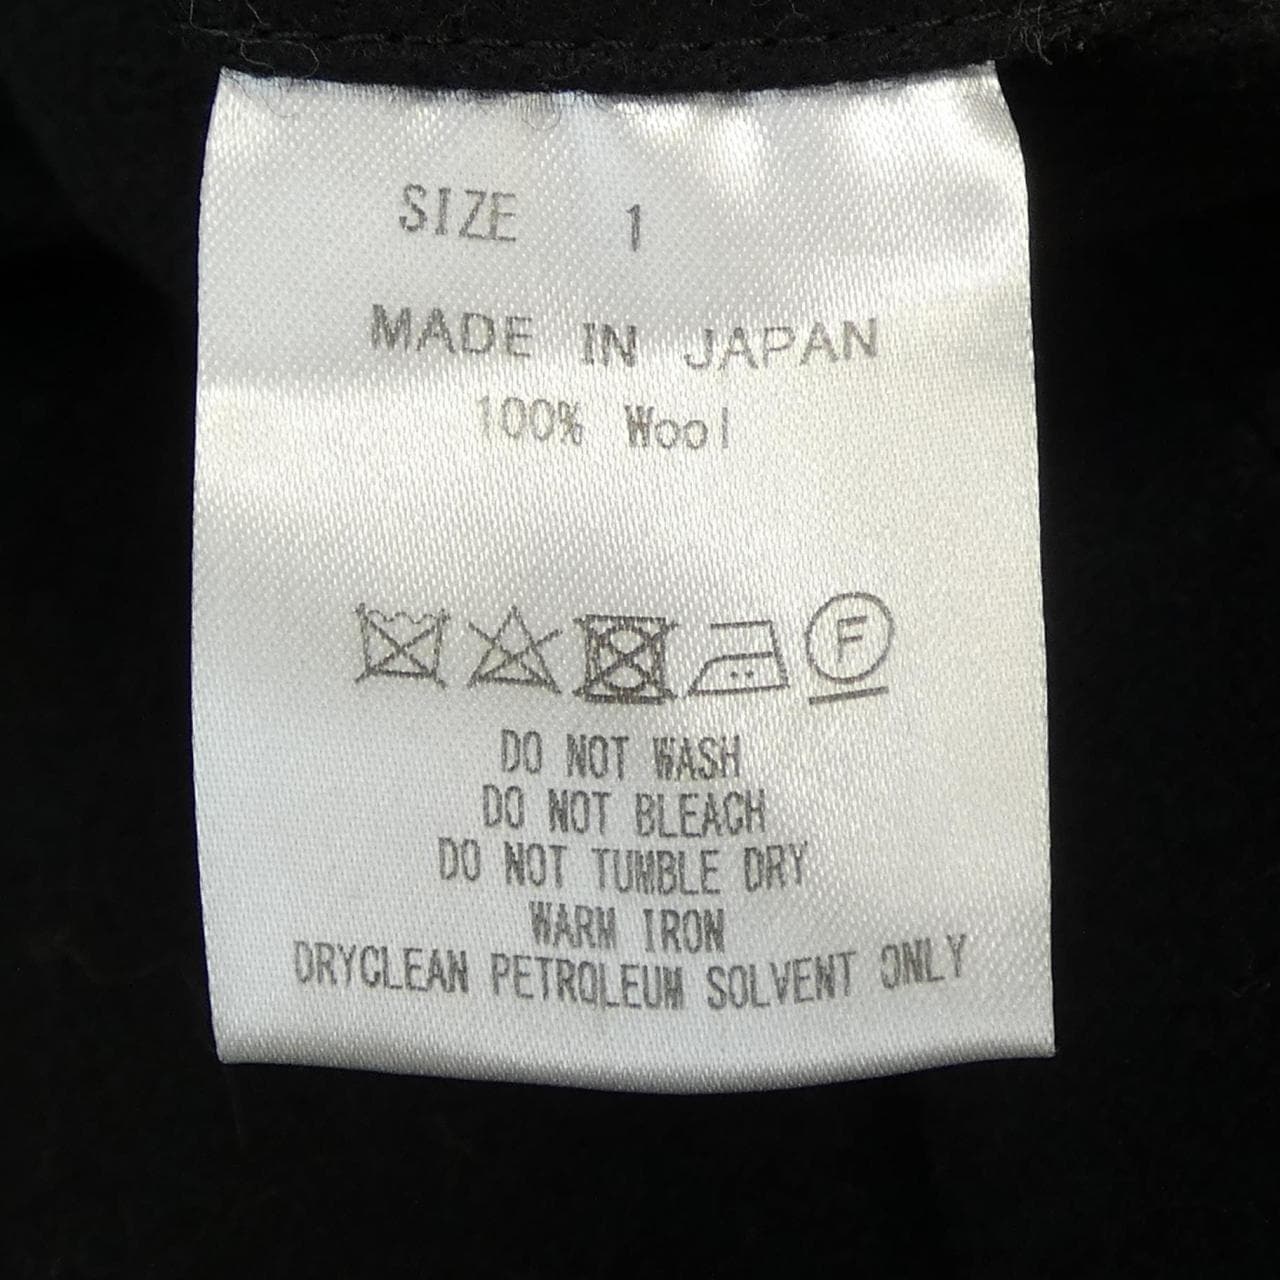 SIZE 1
MADE IN JAPAN
100% Wool
F
DO NOT WASH
DO NOT BLEACH
DO NOT TUMBLE DRY
WARM IRON
DRYCLEAN PETROLEUM SOLVENT ONLY